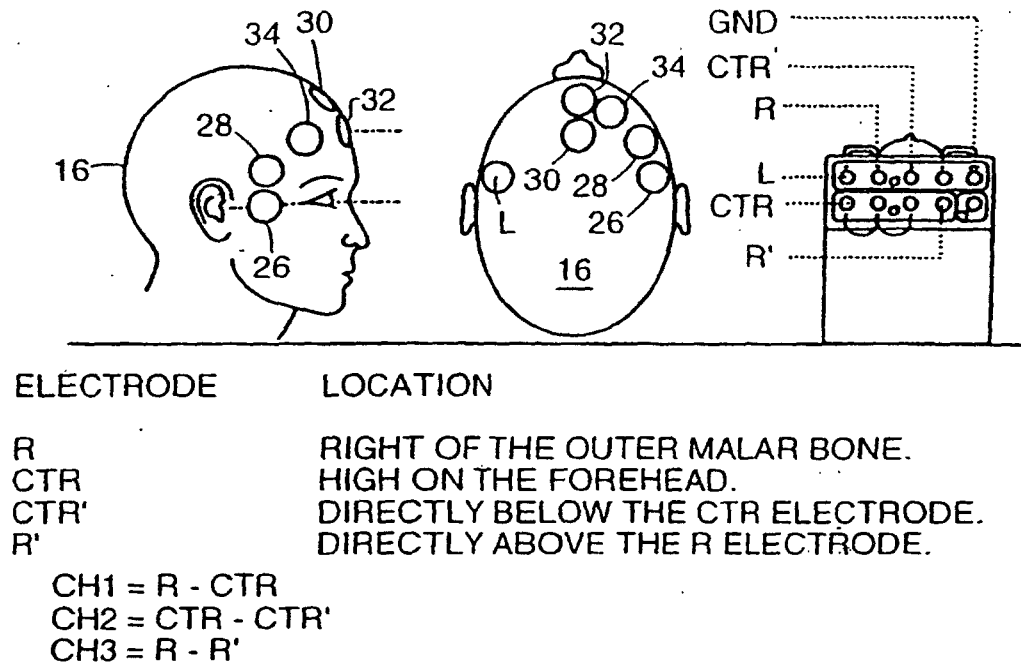 34 30
32
28
16
26
32
34
30 28
L 26
16
GND
CTR'
R
L
CTR
R'
ELECTRODE LOCATION
R RIGHT OF THE OUTER MALAR BONE.
CTR HIGH ON THE FOREHEAD.
CTR' DIRECTLY BELOW THE CTR ELECTRODE.
R' DIRECTLY ABOVE THE R ELECTRODE.
CH1 = R - CTR
CH2 = CTR - CTR'
CH3 = R - R'